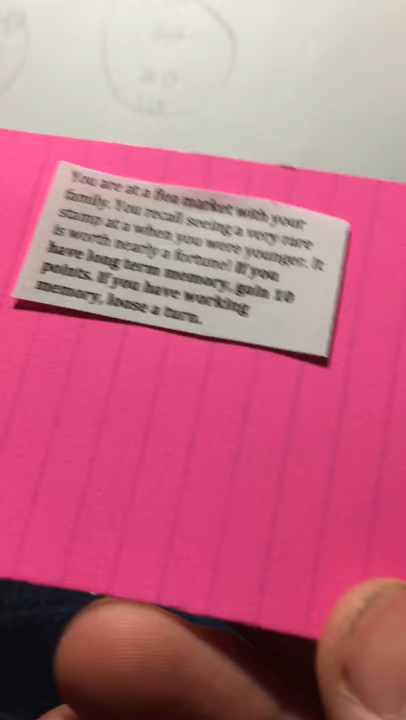 You are at a flea market with your
family. You recall seeing a very rare
stamp at a when you were younger. It
is worth nearly a fortune! If you
have long term memory, gain 10
points. If you have working
memory, loose a turn.